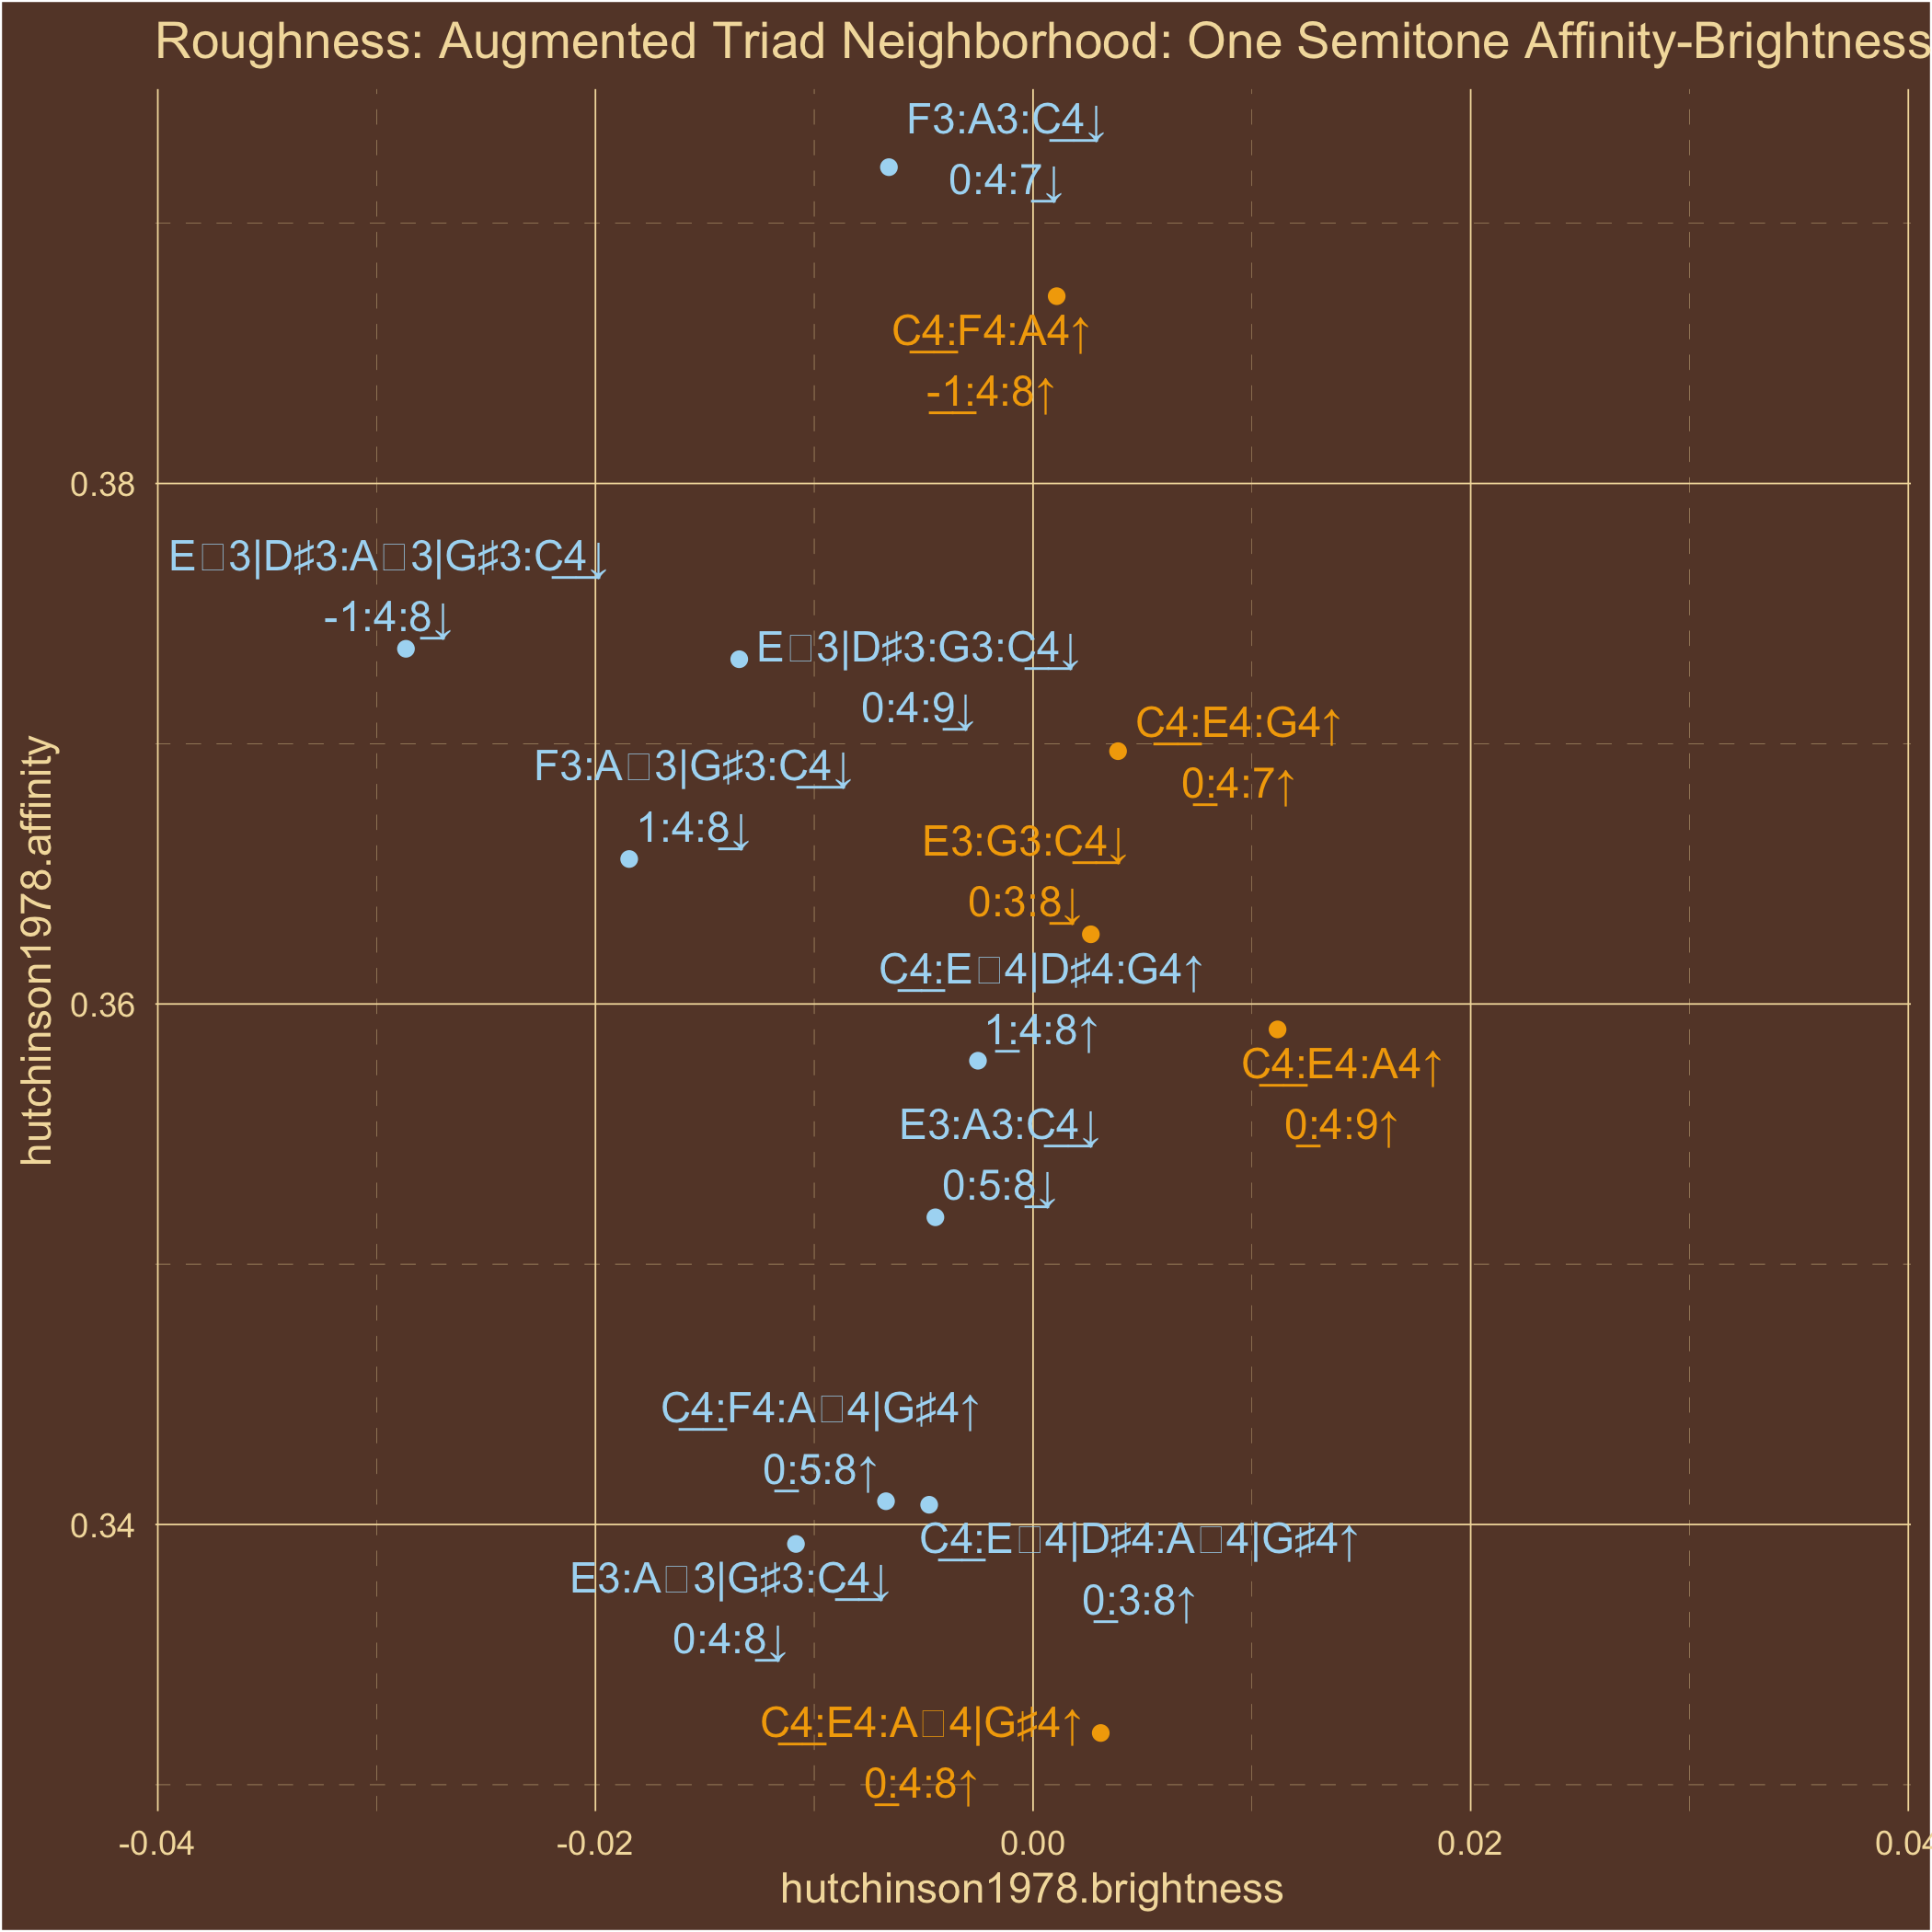 Roughness: Augmented Triad Neighborhood: One Semitone Affinity-Brightness
F3:A3:C4↓
0:4:7↓
C4:F4:A4↑
-1:4:8↑
0.38
E□3|D♯3:A□3|G♯3:C4↓
-1:4:8↓
E□3|D♯3:G3:C4↓
0:4:9↓
C4:E4:G4↑
0:4:7↑
F3:A□3|G♯3:C4↓
1:4:8↓
E3:G3:C4↓
0:3:8↓
C4:E□4|D♯4:G4↑
1:4:8↑
0.36
C4:E4:A4↑
0:4:9↑
E3:A3:C4↓
0:5:8↓
hutchinson1978.affinity
C4:F4:A□4|G♯4↑
0:5:8↑
0.34
C4:E□4|D♯4:A□4|G♯4↑
0:3:8↑
E3:A□3|G♯3:C4↓
0:4:8↓
C4:E4:A□4|G♯4↑
0:4:8↑
-0.04
-0.02
0.00
0.02
0.04
hutchinson1978.brightness